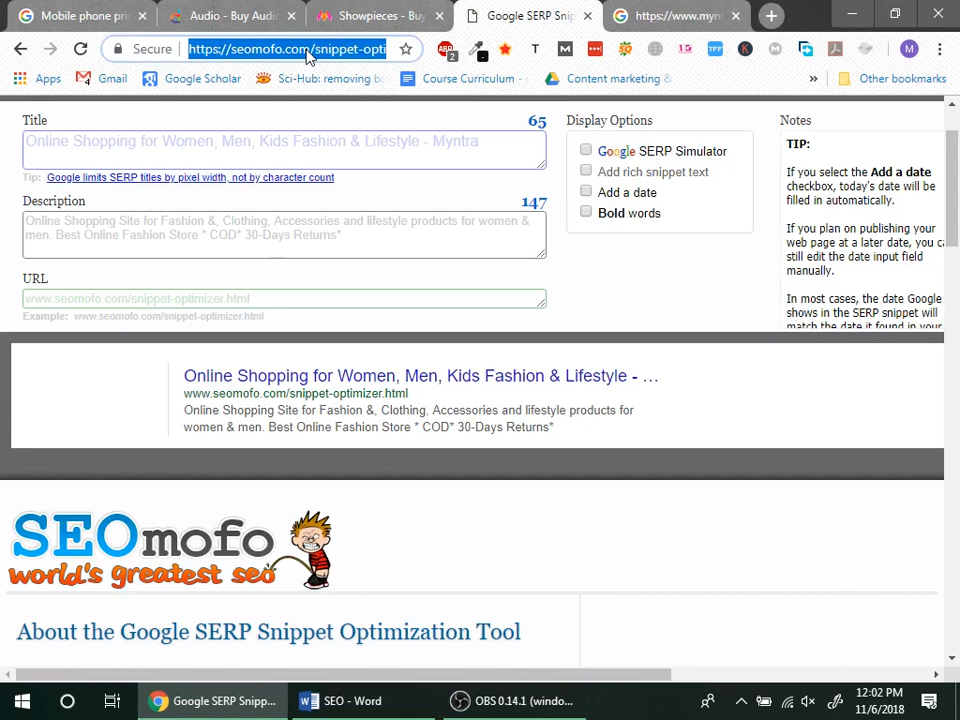 Mobile phone pri
Audio - Buy Audi
Showpieces - Buy
Google SERP Snip
https://www.mynt
Secure
https://seomofo.com/snippet-opti
ABP
2
T
M
TFF
K
M
M
Apps
Gmail
Google Scholar
Sci-Hub: removing ba
Course Curriculum -
Content marketing &
»
Other bookmarks
Title
65
Online Shopping for Women, Men, Kids Fashion & Lifestyle - Myntra
Tip: Google limits SERP titles by pixel width, not by character count
Description
147
Online Shopping Site for Fashion &, Clothing, Accessories and lifestyle products for women &
men. Best Online Fashion Store * COD* 30-Days Returns*
URL
www.seomofo.com/snippet-optimizer.html
Example: www.seomofo.com/snippet-optimizer.html
Display Options
Google SERP Simulator
Add rich snippet text
Add a date
Bold words
Notes
TIP:
If you select the Add a date
checkbox, today's date will be
filled in automatically.
If you plan on publishing your
web page at a later date, you ca
still edit the date input field
manually.
In most cases, the date Google
shows in the SERP snippet will
match the date it found in your
Online Shopping for Women, Men, Kids Fashion & Lifestyle - ...
www.seomofo.com/snippet-optimizer.html
Online Shopping Site for Fashion &, Clothing, Accessories and lifestyle products for
women & men. Best Online Fashion Store * COD* 30-Days Returns*
SEOmofo
world's greatest seo
About the Google SERP Snippet Optimization Tool
Google SERP Snipp...
SEO - Word
OBS 0.14.1 (windo...
12:02 PM
11/6/2018